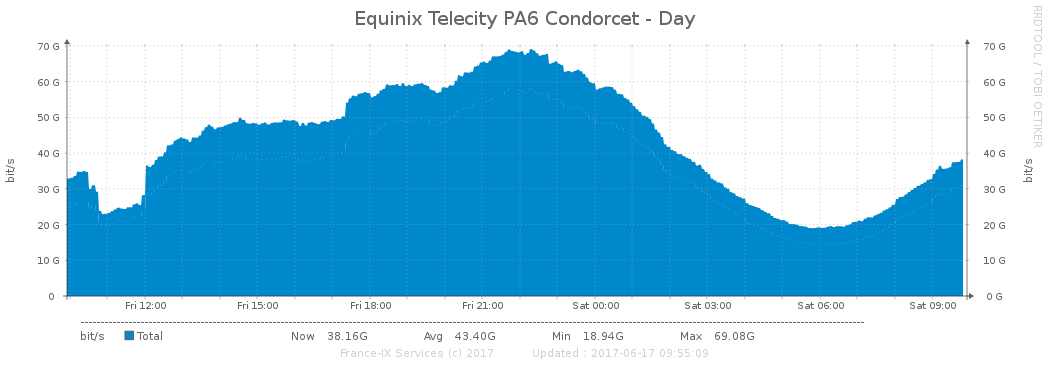 Equinix Telecity PA6 Condorcet - Day
RRDTOOL / TOBI OETIKER
bit/s
70 G
60 G
50 G
40 G
30 G
20 G
10 G
0
70 G
60 G
50 G
40 G
30 G
20 G
10 G
0 G
bit/s
Fri 12:00 Fri 15:00 Fri 18:00 Fri 21:00 Sat 00:00 Sat 03:00 Sat 06:00 Sat 09:00
bit/s Total Now 38.16G Avg 43.40G Min 18.94G Max 69.08G
France-IX Services (c) 2017 Updated : 2017-06-17 09:55:09